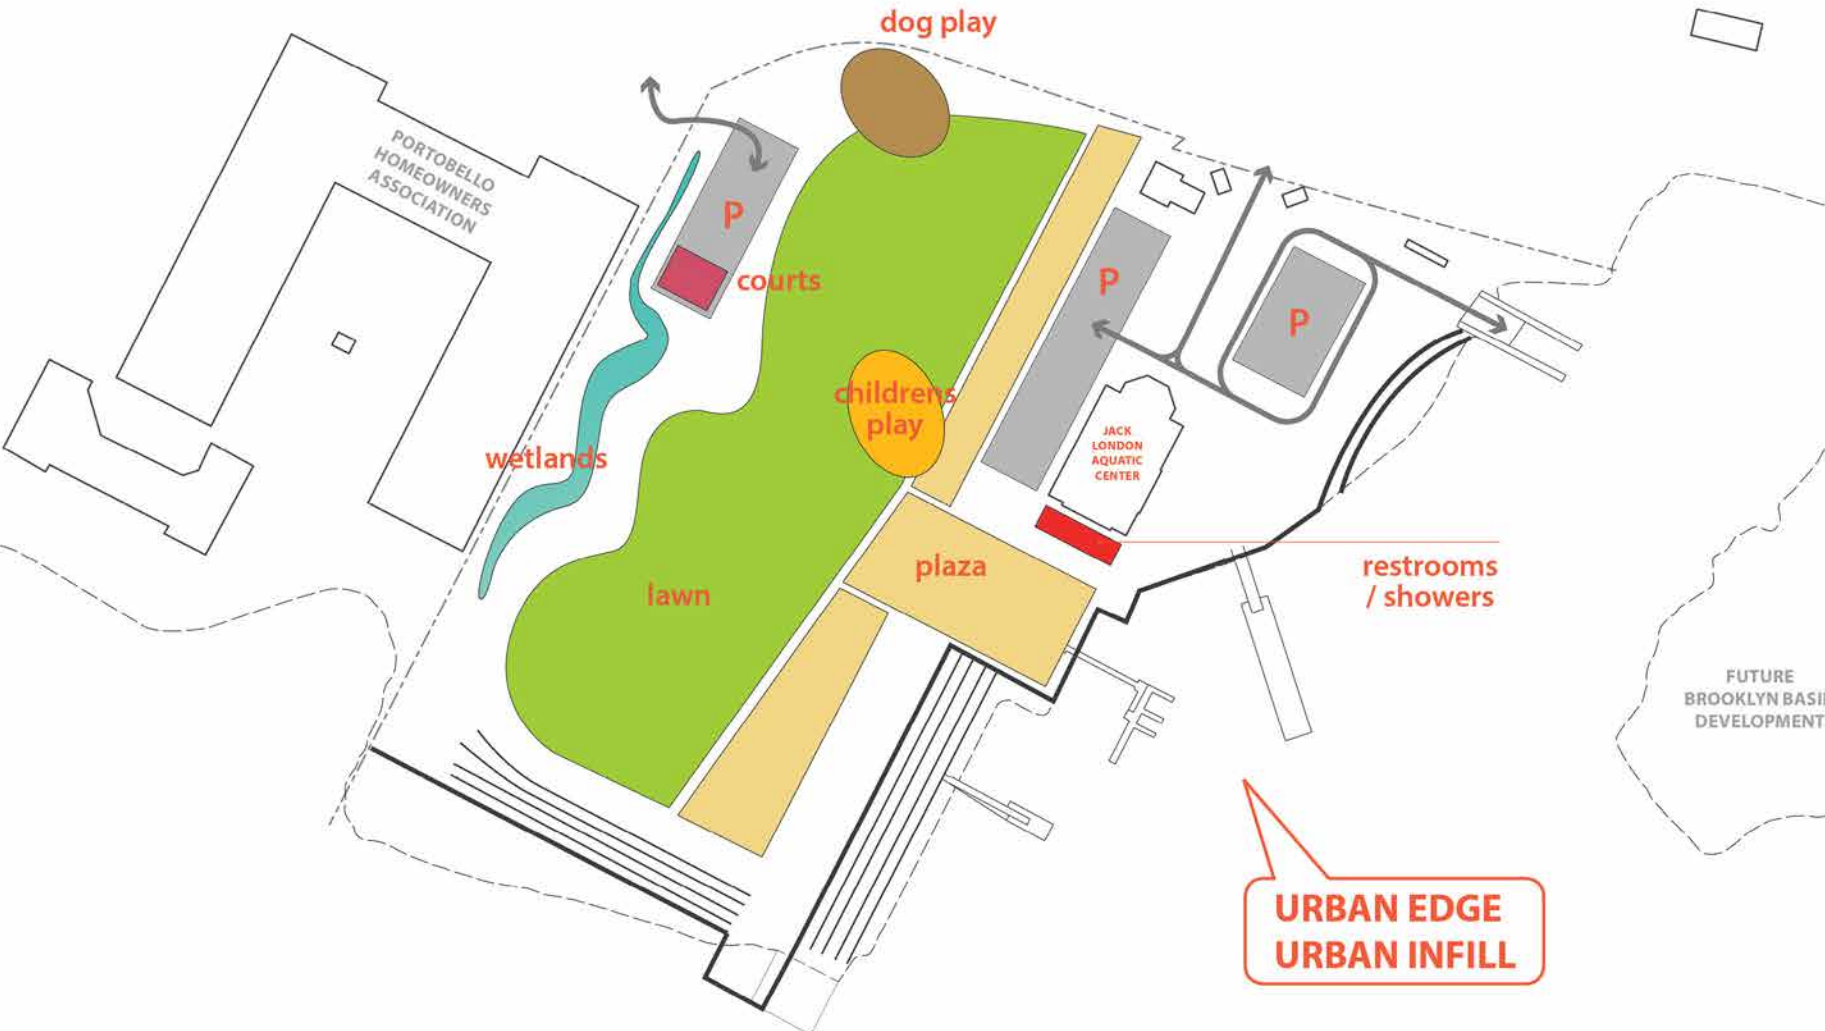 dog play
PORTOBELLO
HOMEOWNERS
ASSOCIATION
P
courts
P
P
childrens
play
JACK
LONDON
AQUATIC
CENTER
wetlands
plaza
lawn
restrooms
/ showers
FUTURE
BROOKLYN BASI
DEVELOPMENT
URBAN EDGE
URBAN INFILL